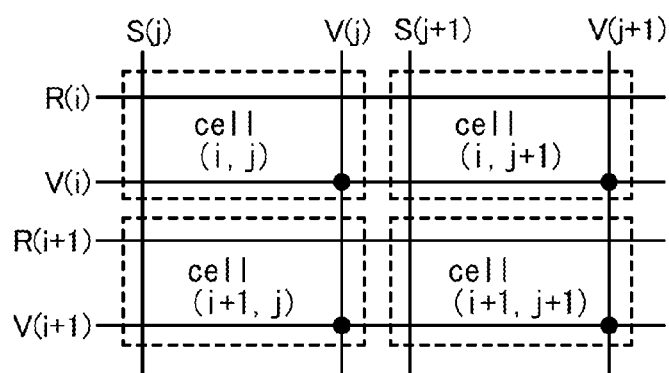 S(j) V(j) S(j+1) V(j+1)
R(i)
cell cell
(i, j) (i, j+1)
V(i)
R(i+1)
cell cell
(i+1, j) (i+1, j+1)
V(i+1)